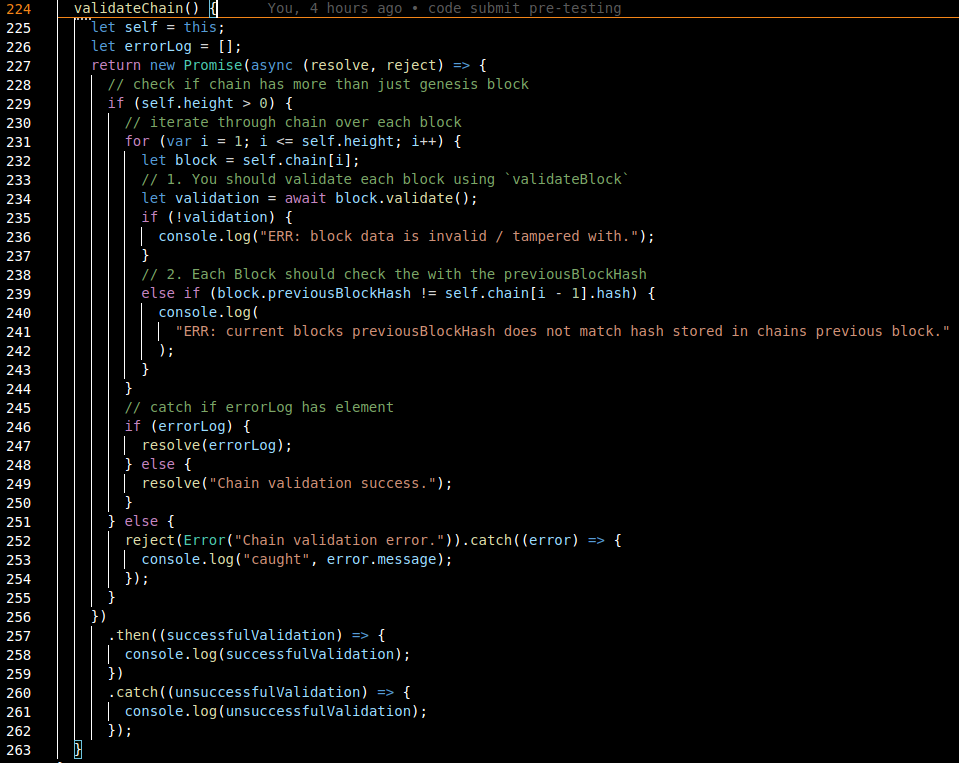 224 validateChain() { You, 4 hours ago • code submit pre-testing
225 let self = this;
226 let errorLog = [];
227 return new Promise(async (resolve, reject) => {
228 // check if chain has more than just genesis block
229 if (self.height > 0) {
230 // iterate through chain over each block
231 for (var i = 1; i <= self.height; i++) {
232 let block = self.chain[i];
233 // 1. You should validate each block using `validateBlock`
234 let validation = await block.validate();
235 if (!validation) {
236 console.log("ERR: block data is invalid / tampered with.");
237 }
238 // 2. Each Block should check the with the previousBlockHash
239 else if (block.previousBlockHash != self.chain[i - 1].hash) {
240 console.log(
241 "ERR: current blocks previousBlockHash does not match hash stored in chains previous block."
242 );
243 }
244 }
245 // catch if errorLog has element
246 if (errorLog) {
247 resolve(errorLog);
248 } else {
249 resolve("Chain validation success.");
250 }
251 } else {
252 reject(Error("Chain validation error.")).catch((error) => {
253 console.log("caught", error.message);
254 });
255 }
256 })
257 .then((successfulValidation) => {
258 console.log(successfulValidation);
259 })
260 .catch((unsuccessfulValidation) => {
261 console.log(unsuccessfulValidation);
262 });
263 }